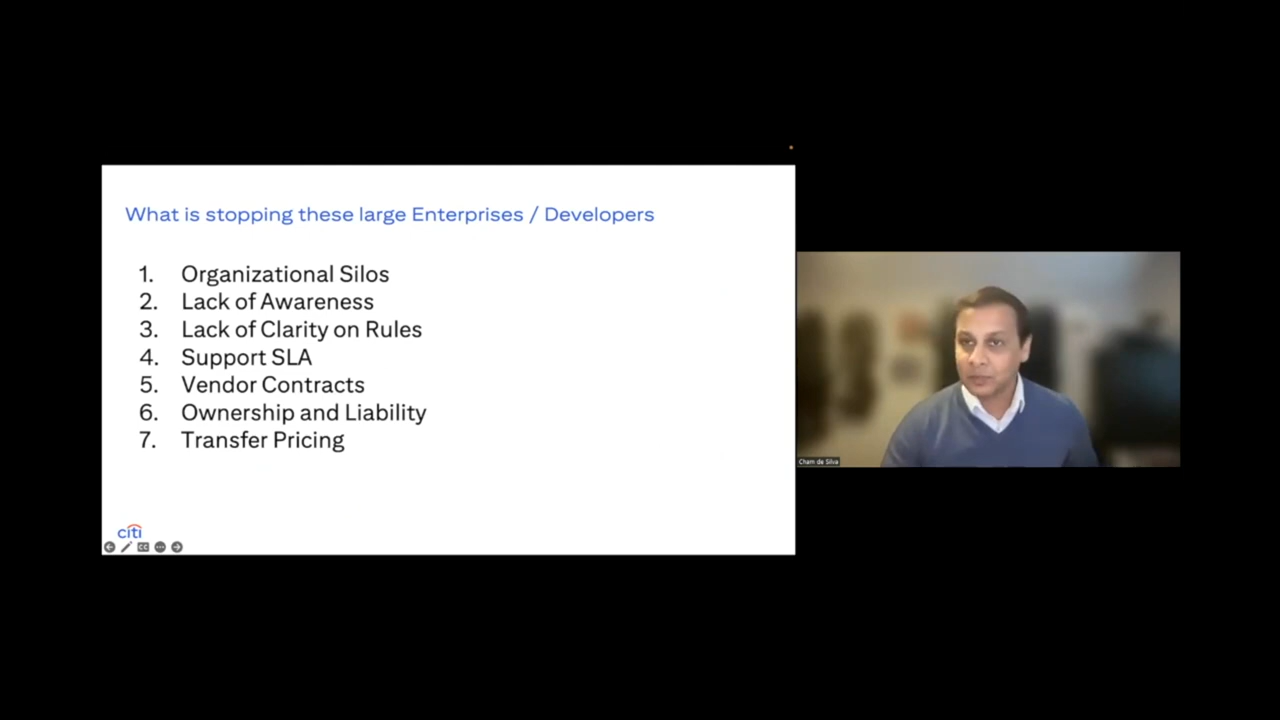 What is stopping these large Enterprises / Developers
1. Organizational Silos
2. Lack of Awareness
3. Lack of Clarity on Rules
4. Support SLA
5. Vendor Contracts
6. Ownership and Liability
7. Transfer Pricing
citi
CC
Cham de Silva